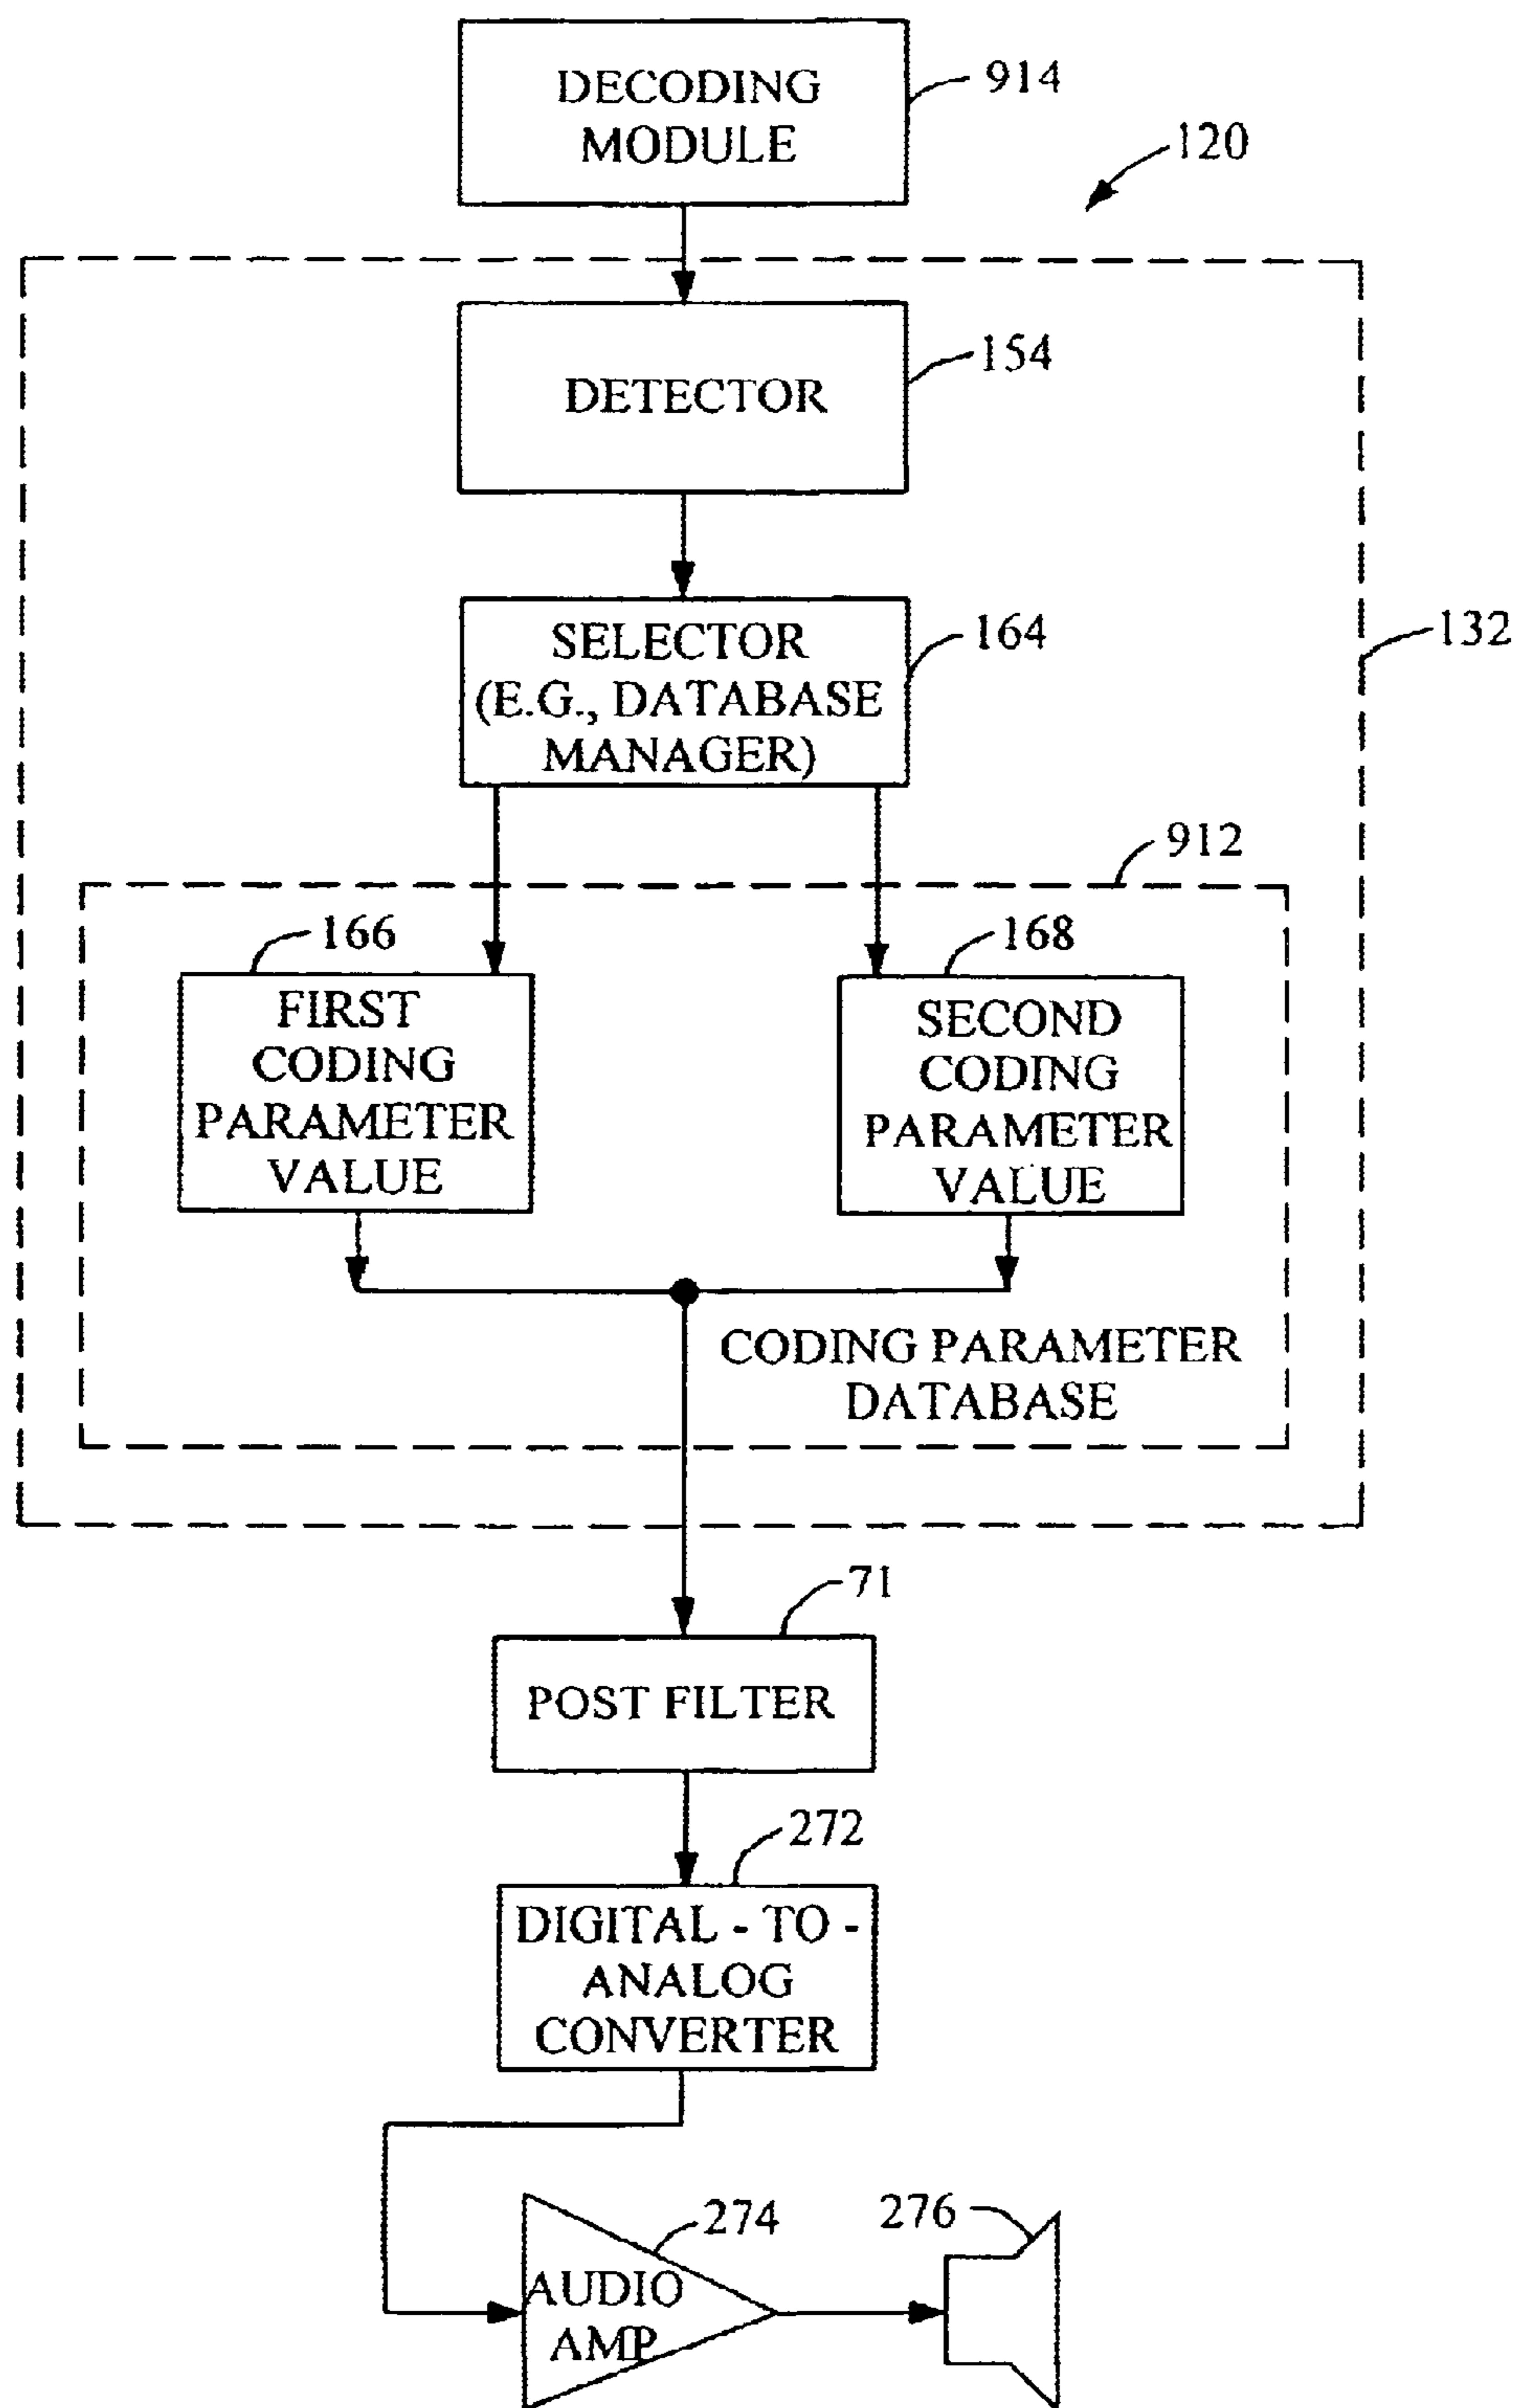 DECODING
MODULE
914
120
DETECTOR
154
SELECTOR
(E.G., DATABASE
MANAGER)
164
132
912
166
168
FIRST
CODING
PARAMETER
VALUE
SECOND
CODING
PARAMETER
VALUE
CODING PARAMETER
DATABASE
71
POST FILTER
272
DIGITAL - TO -
ANALOG
CONVERTER
274
276
AUDIO
AMP